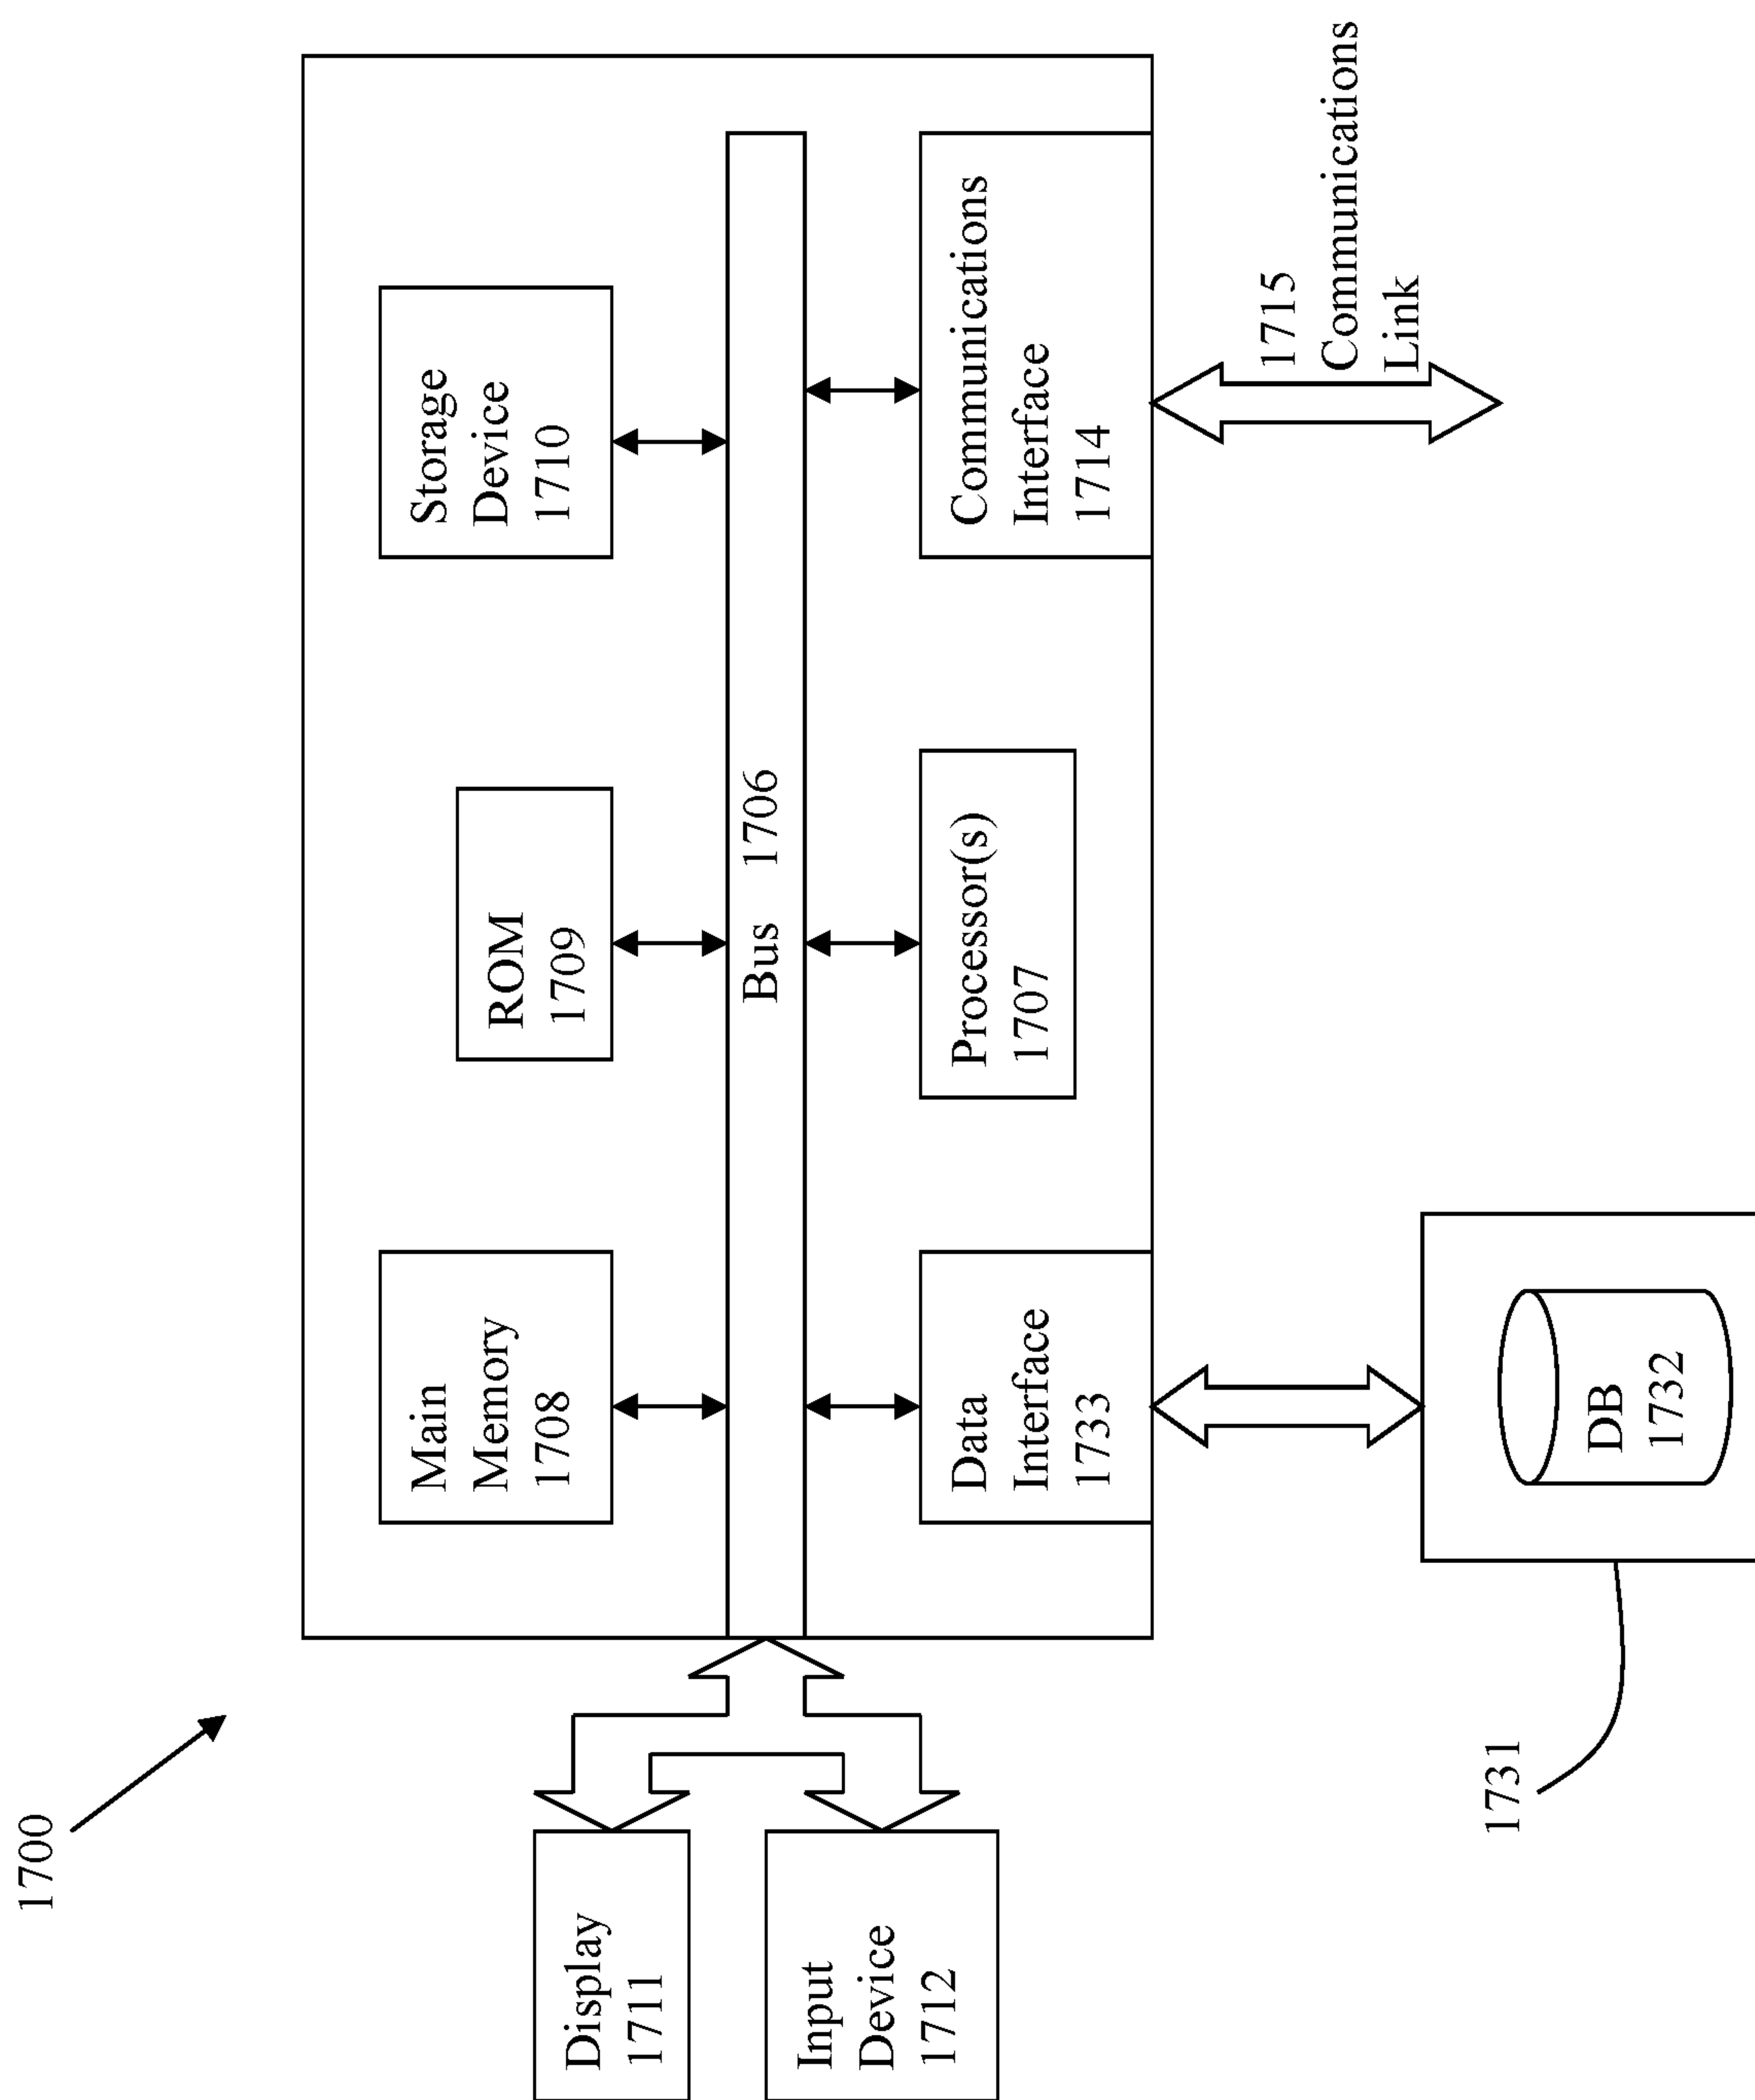 1700
Main
Memory
1708
ROM
1709
Storage
Device
1710
Display
1711
Bus 1706
Input
Device
1712
Data
Interface
1733
Processor(s)
1707
Communications
Interface
1714
1715
Communications
Link
1731
DB
1732